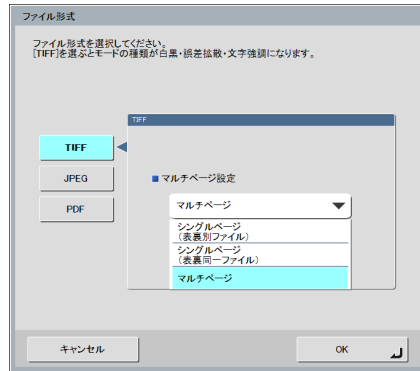 ファイル形式
ファイル形式を選択してください。
[TIFF]を選ぶとモードの種類が白黒・誤差拡散・文字強調になります。
TIFF
TIFF
JPEG
PDF
マルチページ設定
マルチページ
シングルページ
(表裏別ファイル)
シングルページ
(表裏同一ファイル)
マルチページ
キャンセル
OK